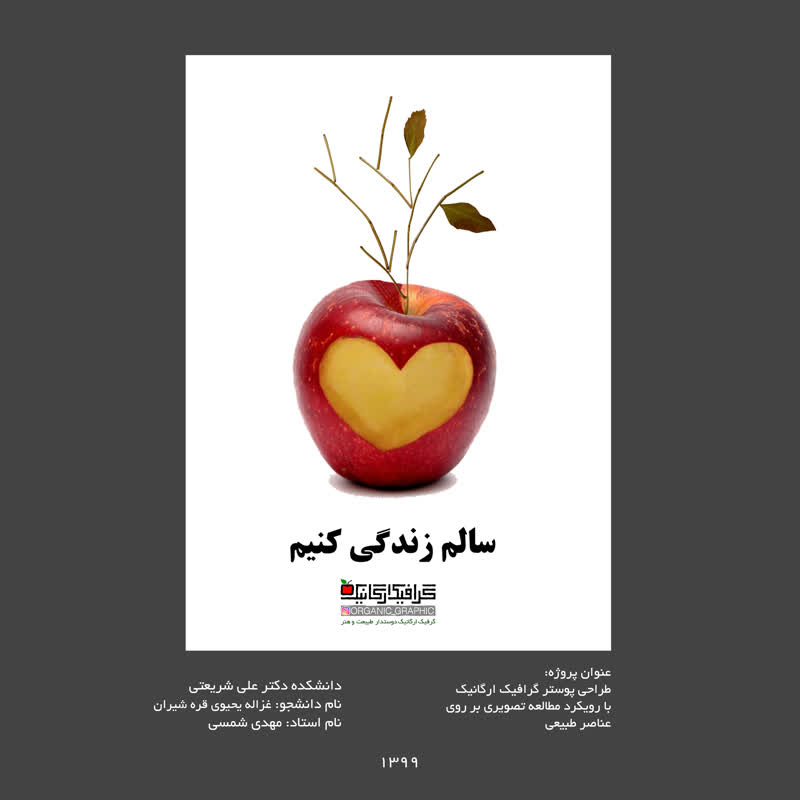 سالم زندگی کنیم
گرافیک ارگانیک
ORGANIC_GRAPHIC
گرفیک ارگانیک دوستدار طبیعت و هنر
عنوان پروژه:
طراحی پوستر گرافیک ارگانیک
با رویکرد مطالعه تصویری بر روی
عناصر طبیعی
دانشکده دکتر علی شریعتی
نام دانشجو: غزاله یحیوی قره شیران
نام استاد: مهدی شمسی
۱۳۹۹